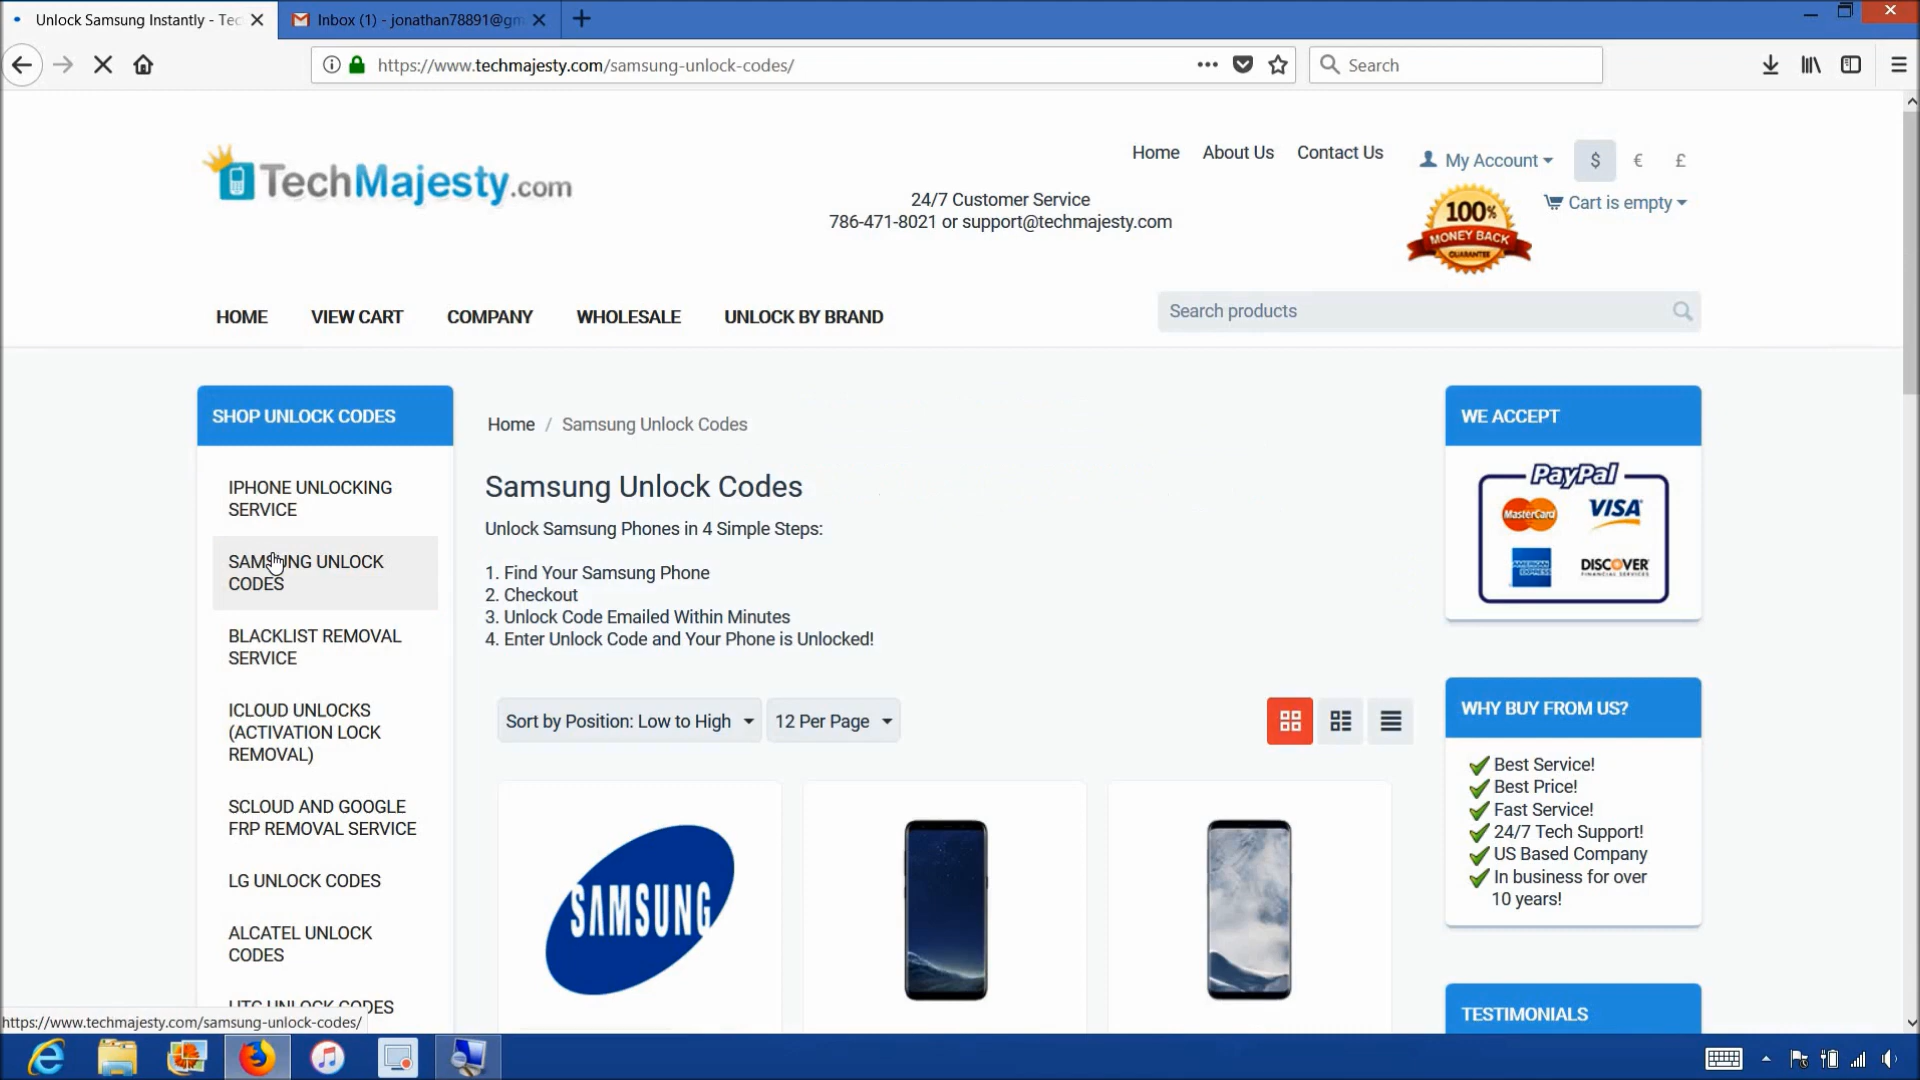 Unlock Samsung Instantly - Tec
Inbox (1) - jonathan78891@gm
https://www.techmajesty.com/samsung-unlock-codes/
Search
TechMajesty.com
Home
About Us
Contact Us
My Account
$
€
£
24/7 Customer Service
786-471-8021 or support@techmajesty.com
100%
MONEY BACK
GUARANTEE
Cart is empty
HOME
VIEW CART
COMPANY
WHOLESALE
UNLOCK BY BRAND
Search products
SHOP UNLOCK CODES
IPHONE UNLOCKING
SERVICE
SAMSUNG UNLOCK
CODES
BLACKLIST REMOVAL
SERVICE
ICLOUD UNLOCKS
(ACTIVATION LOCK
REMOVAL)
SCLOUD AND GOOGLE
FRP REMOVAL SERVICE
LG UNLOCK CODES
ALCATEL UNLOCK
CODES
HTC UNLOCK CODES
Home / Samsung Unlock Codes
Samsung Unlock Codes
Unlock Samsung Phones in 4 Simple Steps:
1. Find Your Samsung Phone
2. Checkout
3. Unlock Code Emailed Within Minutes
4. Enter Unlock Code and Your Phone is Unlocked!
Sort by Position: Low to High
12 Per Page
SAMSUNG
WE ACCEPT
PayPal
MasterCard
VISA
AMERICAN
EXPRESS
DISCOVER
FINANCIAL SERVICES
WHY BUY FROM US?
Best Service!
Best Price!
Fast Service!
24/7 Tech Support!
US Based Company
In business for over
10 years!
TESTIMONIALS
https://www.techmajesty.com/samsung-unlock-codes/